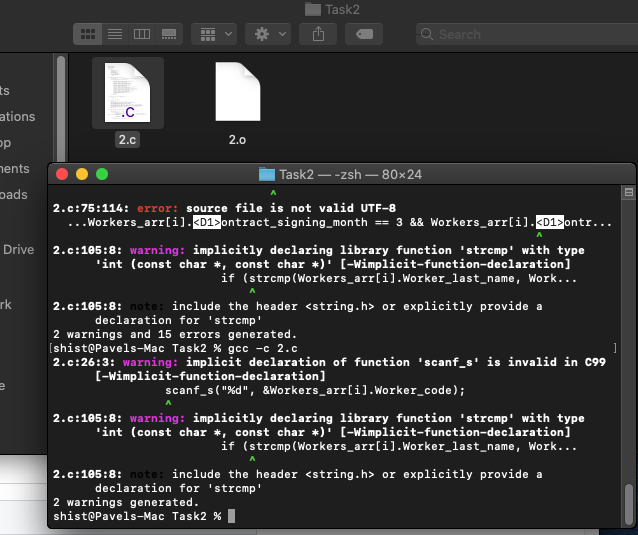 Task2
Search
ts
ations
op
ments
oads
Drive
rk
e
.C
2.c
2.o
Task2 — -zsh — 80×24
^
2.c:75:114: error: source file is not valid UTF-8
...Workers_arr[i].<D1>ontract_signing_month == 3 && Workers_arr[i].<D1>ontr...
^
2.c:105:8: warning: implicitly declaring library function 'strcmp' with type
'int (const char *, const char *)' [-Wimplicit-function-declaration]
if (strcmp(Workers_arr[i].Worker_last_name, Work...
^
2.c:105:8: note: include the header <string.h> or explicitly provide a
declaration for 'strcmp'
2 warnings and 15 errors generated.
[shist@Pavels-Mac Task2 % gcc -c 2.c ]
2.c:26:3: warning: implicit declaration of function 'scanf_s' is invalid in C99
[-Wimplicit-function-declaration]
scanf_s("%d", &Workers_arr[i].Worker_code);
^
2.c:105:8: warning: implicitly declaring library function 'strcmp' with type
'int (const char *, const char *)' [-Wimplicit-function-declaration]
if (strcmp(Workers_arr[i].Worker_last_name, Work...
^
2.c:105:8: note: include the header <string.h> or explicitly provide a
declaration for 'strcmp'
2 warnings generated.
shist@Pavels-Mac Task2 %